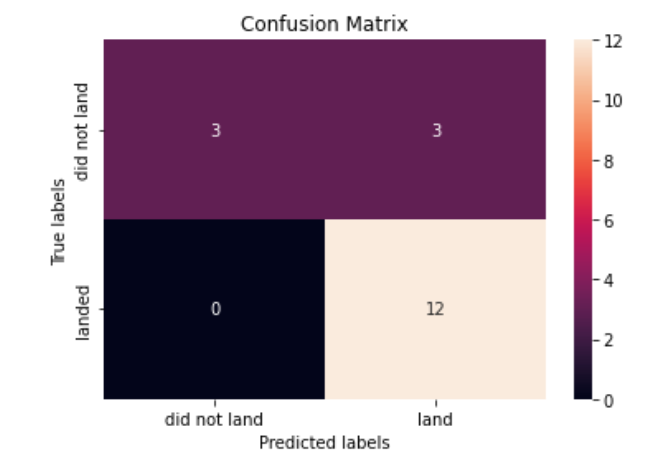 Confusion Matrix
did not land
landed
True labels
3
3
0
12
did not land
land
Predicted labels
12
10
8
6
4
2
0